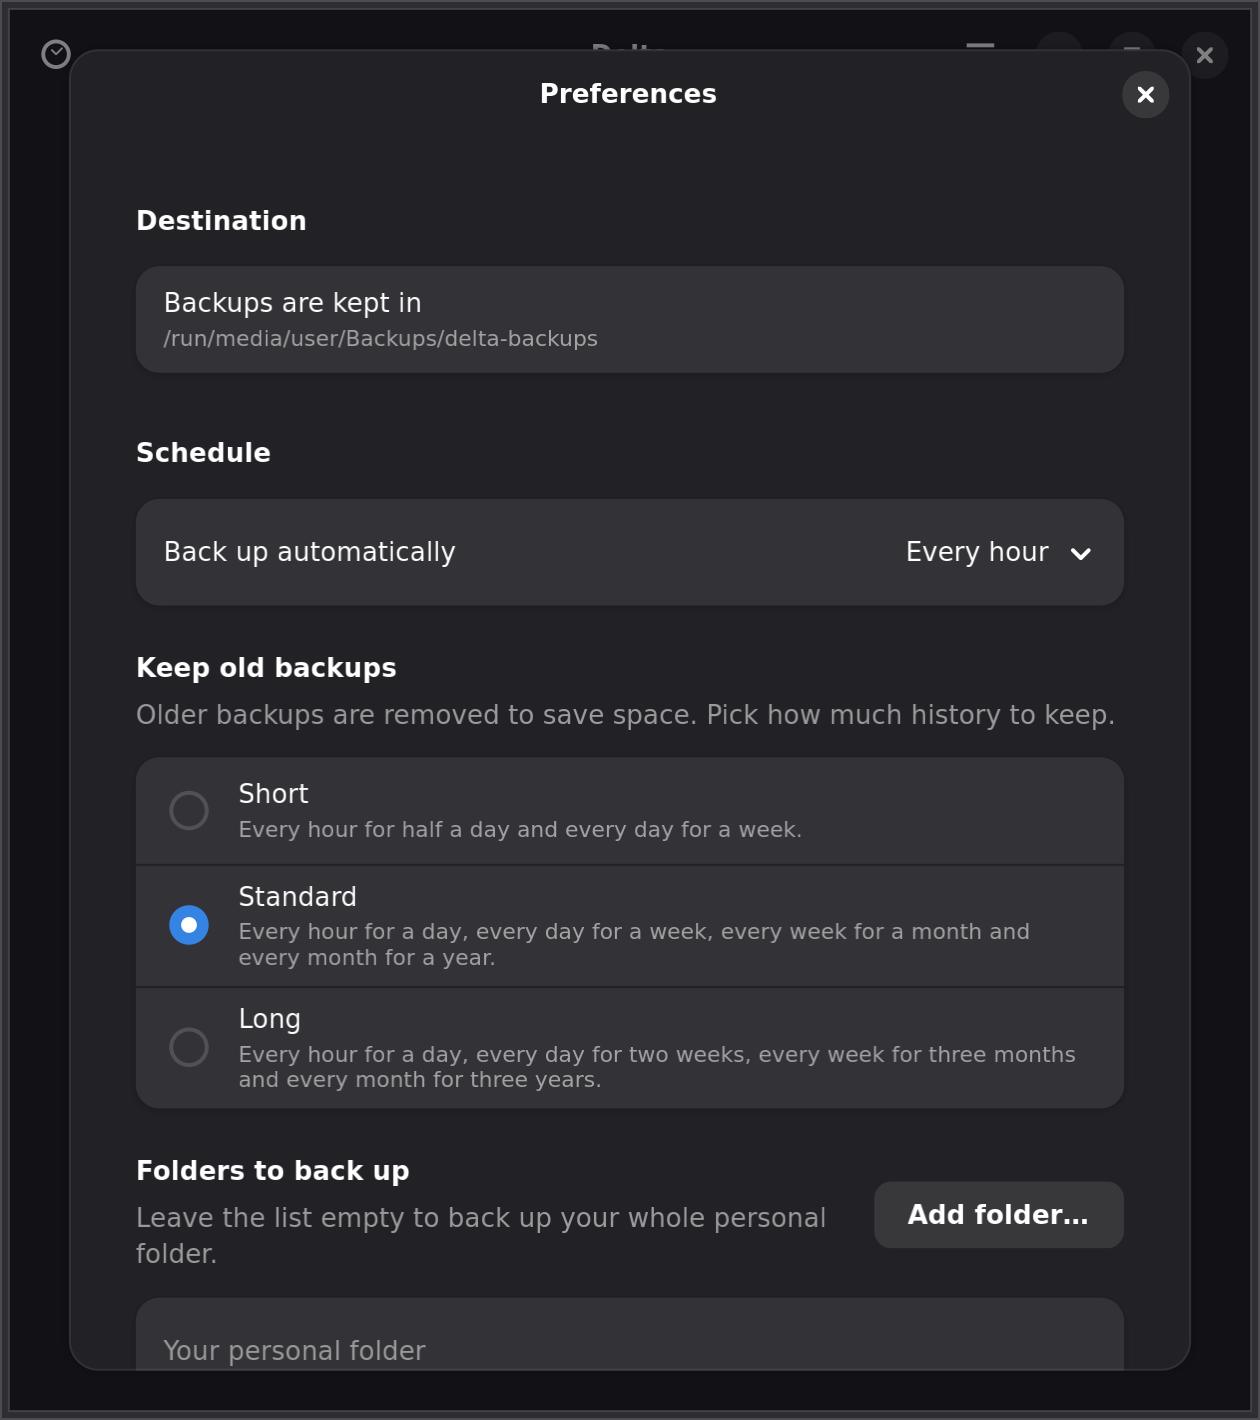 Preferences
Destination
Backups are kept in
/run/media/user/Backups/delta-backups
Schedule
Back up automatically
Every hour
Keep old backups
Older backups are removed to save space. Pick how much history to keep.
Short
Every hour for half a day and every day for a week.
Standard
Every hour for a day, every day for a week, every week for a month and
every month for a year.
Long
Every hour for a day, every day for two weeks, every week for three months
and every month for three years.
Folders to back up
Leave the list empty to back up your whole personal
folder.
Add folder…
Your personal folder